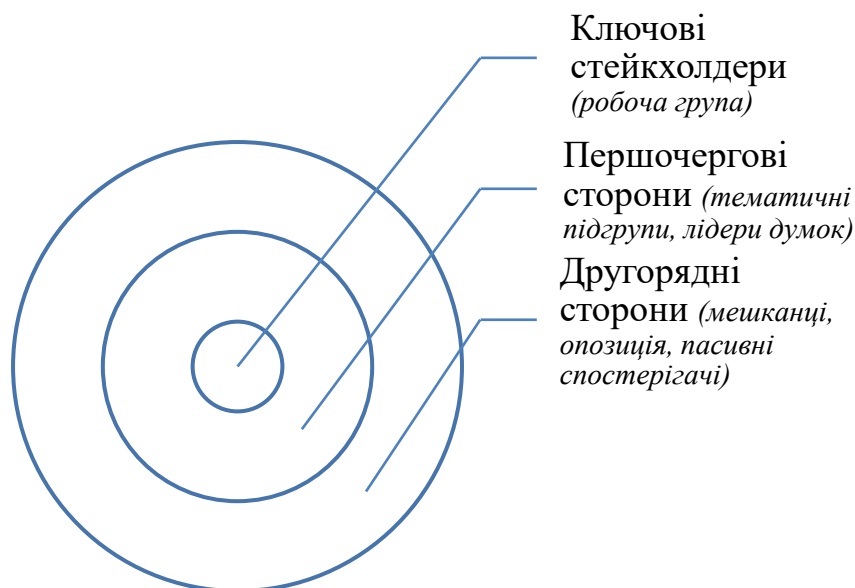 Ключові
стейкхолдери
(робоча група)
Першочергові
сторони (тематичні
підгрупи, лідери думок)
Другорядні
сторони (мешканці,
опозиція, пасивні
спостерігачі)